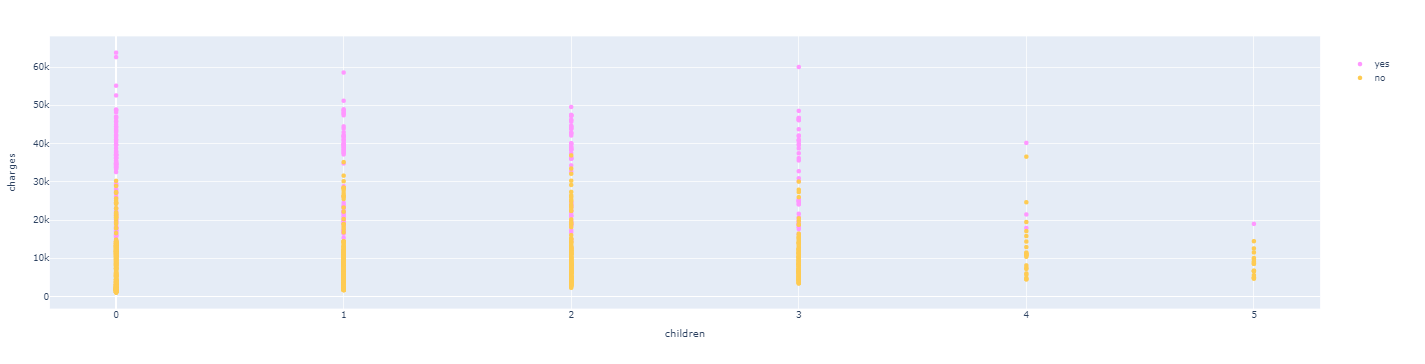 yes
no
60k
50k
40k
30k
20k
10k
0
charges
0 1 2 3 4 5
children